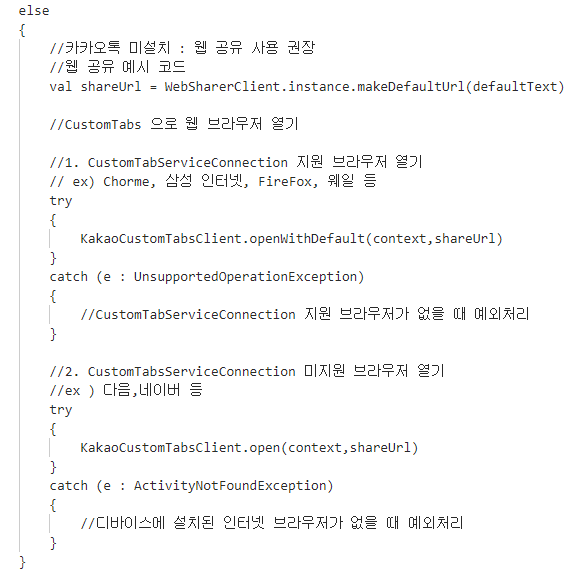 else
{
//카카오톡 미설치 : 웹 공유 사용 권장
//웹 공유 예시 코드
val shareUrl = WebSharerClient.instance.makeDefaultUrl(defaultText)
//CustomTabs 으로 웹 브라우저 열기
//1. CustomTabServiceConnection 지원 브라우저 열기
// ex) Chorme, 삼성 인터넷, FireFox, 웨일 등
try
{
KakaoCustomTabsClient.openWithDefault(context,shareUrl)
}
catch (e : UnsupportedOperationException)
{
//CustomTabServiceConnection 지원 브라우저가 없을 때 예외처리
}
//2. CustomTabsServiceConnection 미지원 브라우저 열기
//ex ) 다음,네이버 등
try
{
KakaoCustomTabsClient.open(context,shareUrl)
}
catch (e : ActivityNotFoundException)
{
//디바이스에 설치된 인터넷 브라우저가 없을 때 예외처리
}
}